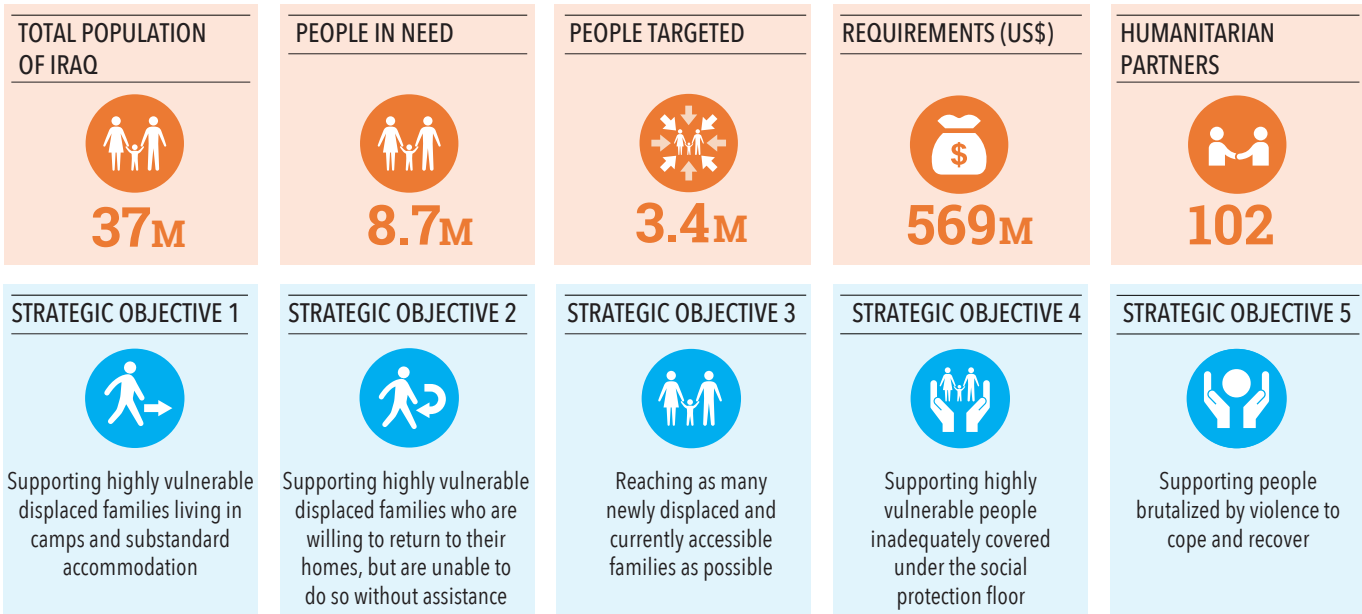 TOTAL POPULATION
OF IRAQ
37M
PEOPLE IN NEED
8.7M
PEOPLE TARGETED
3.4M
REQUIREMENTS (US$)
$
569M
HUMANITARIAN
PARTNERS
102
STRATEGIC OBJECTIVE 1
Supporting highly vulnerable
displaced families living in
camps and substandard
accommodation
STRATEGIC OBJECTIVE 2
Supporting highly vulnerable
displaced families who are
willing to return to their
homes, but are unable to
do so without assistance
STRATEGIC OBJECTIVE 3
Reaching as many
newly displaced and
currently accessible
families as possible
STRATEGIC OBJECTIVE 4
Supporting highly
vulnerable people
inadequately covered
under the social
protection floor
STRATEGIC OBJECTIVE 5
Supporting people
brutalized by violence to
cope and recover